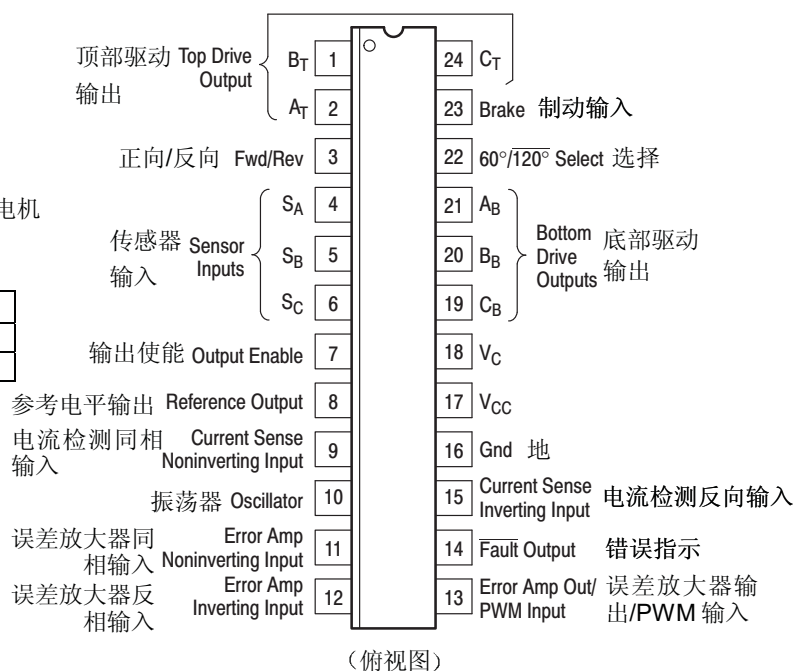 顶部驱动 Top Drive
输出 Output
B_T 1
A_T 2
正向/反向 Fwd/Rev 3
电机
传感器 Sensor
输入 Inputs
S_A 4
S_B 5
S_C 6
输出使能 Output Enable 7
参考电平输出 Reference Output 8
电流检测同相 Current Sense
输入 Noninverting Input 9
振荡器 Oscillator 10
误差放大器同 Error Amp
相输入 Noninverting Input 11
误差放大器反 Error Amp
相输入 Inverting Input 12
24 C_T
23 Brake 制动输入
22 60°/120° Select 选择
21 A_B
20 B_B
19 C_B
Bottom
Drive
Outputs
底部驱动
输出
18 V_C
17 V_CC
16 Gnd 地
15 Current Sense
Inverting Input 电流检测反向输入
14 Fault Output 错误指示
13 Error Amp Out/
PWM Input
误差放大器输
出/PWM 输入
(俯视图)